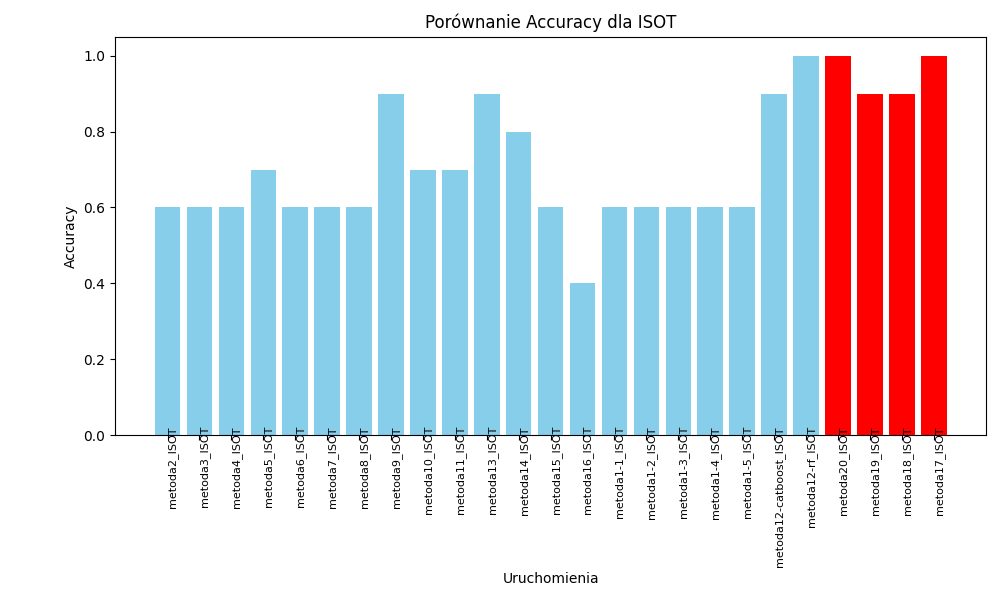 Porównanie Accuracy dla ISOT
Accuracy
1.0
0.8
0.6
0.4
0.2
0.0
metoda2_ISOT
metoda3_ISOT
metoda4_ISOT
metoda5_ISOT
metoda6_ISOT
metoda7_ISOT
metoda8_ISOT
metoda9_ISOT
metoda10_ISOT
metoda11_ISOT
metoda13_ISOT
metoda14_ISOT
metoda15_ISOT
metoda16_ISOT
metoda1-1_ISOT
metoda1-2_ISOT
metoda1-3_ISOT
metoda1-4_ISOT
metoda1-5_ISOT
metoda12-catboost_ISOT
metoda12-rf_ISOT
metoda20_ISOT
metoda19_ISOT
metoda18_ISOT
metoda17_ISOT
Uruchomienia